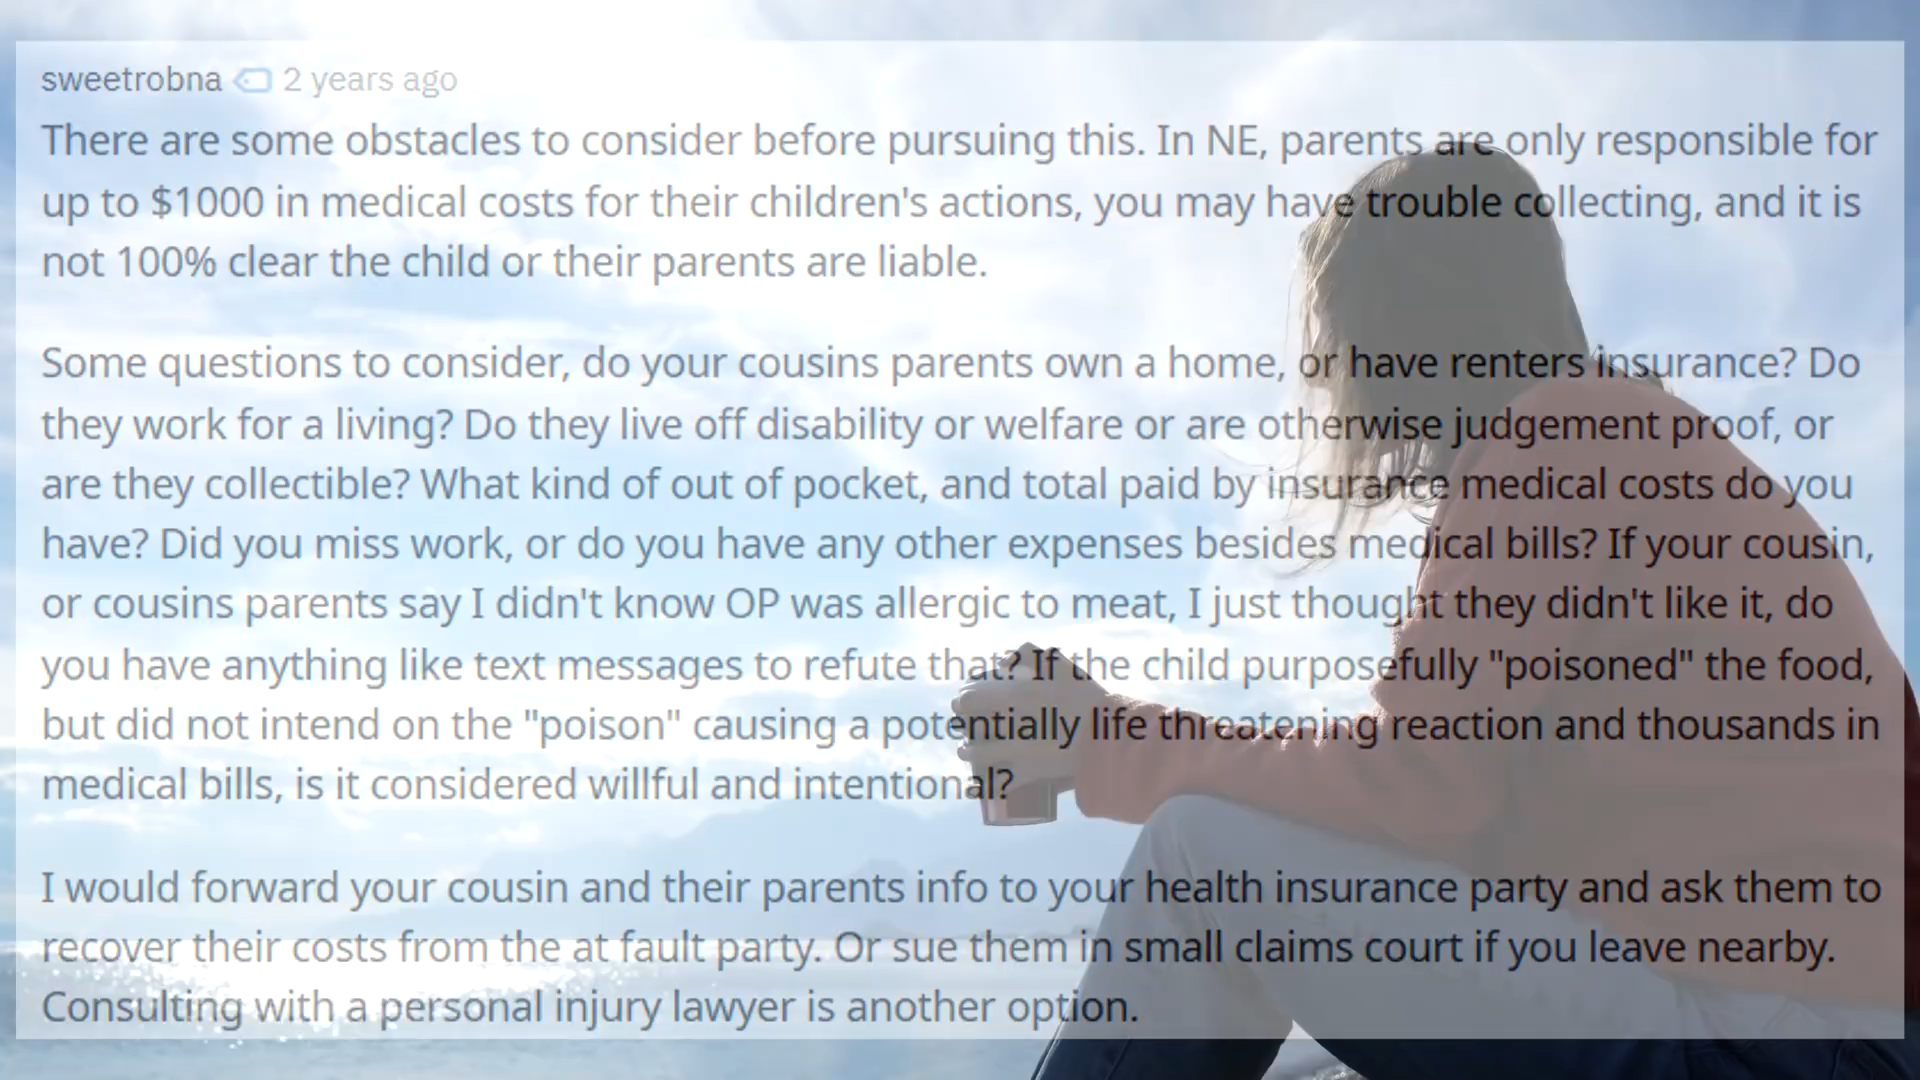 sweetrobna 2 years ago
There are some obstacles to consider before pursuing this. In NE, parents are only responsible for
up to $1000 in medical costs for their children's actions, you may have trouble collecting, and it is
not 100% clear the child or their parents are liable.
Some questions to consider, do your cousins parents own a home, or have renters insurance? Do
they work for a living? Do they live off disability or welfare or are otherwise judgement proof, or
are they collectible? What kind of out of pocket, and total paid by insurance medical costs do you
have? Did you miss work, or do you have any other expenses besides medical bills? If your cousin,
or cousins parents say I didn't know OP was allergic to meat, I just thought they didn't like it, do
you have anything like text messages to refute that? If the child purposefully "poisoned" the food,
but did not intend on the "poison" causing a potentially life threatening reaction and thousands in
medical bills, is it considered willful and intentional?
I would forward your cousin and their parents info to your health insurance party and ask them to
recover their costs from the at fault party. Or sue them in small claims court if you leave nearby.
Consulting with a personal injury lawyer is another option.